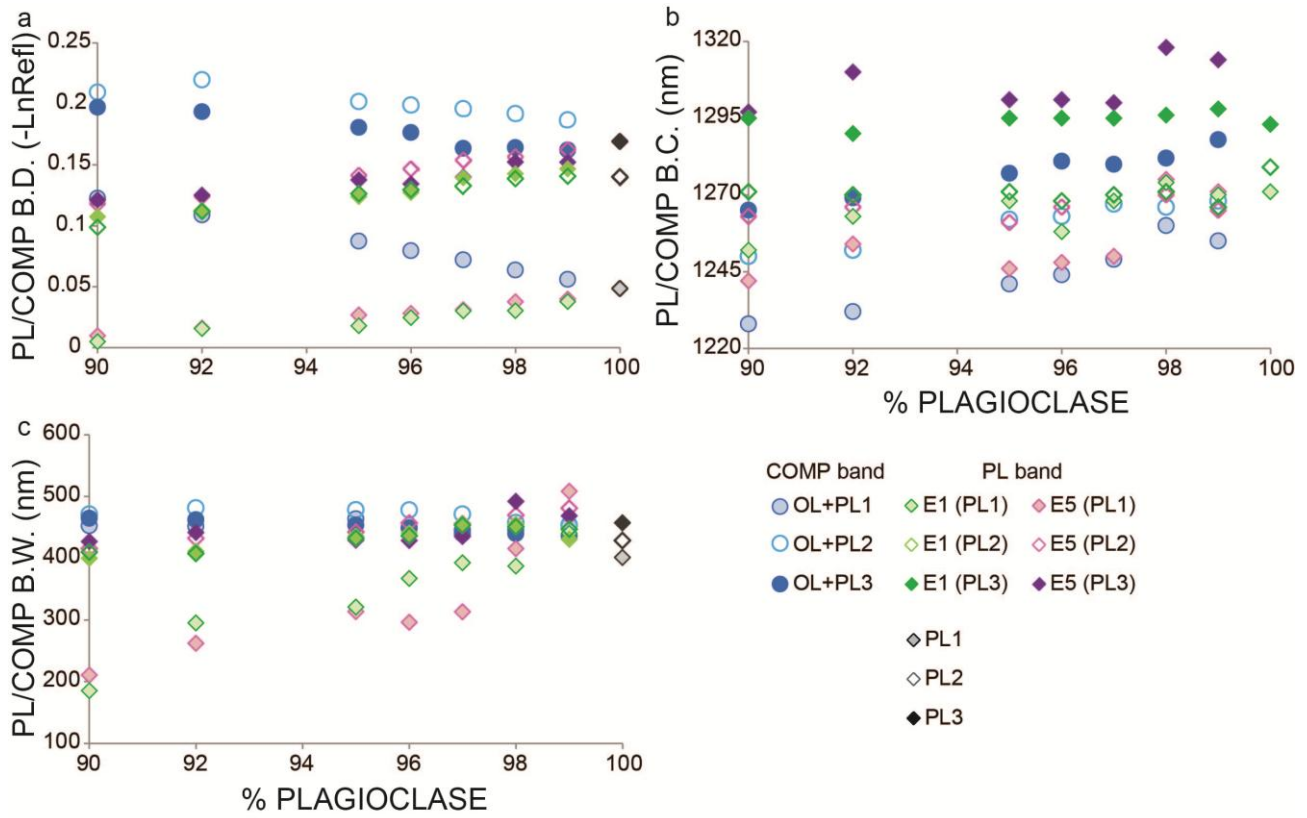 a
PL/COMP B.D. (-LnRefl)
0.25
0.2
0.15
0.1
0.05
0
90 92 94 96 98 100
b
PL/COMP B.C. (nm)
1320
1295
1270
1245
1220
90 92 94 96 98 100
% PLAGIOCLASE
c
PL/COMP B.W. (nm)
600
500
400
300
200
100
90 92 94 96 98 100
% PLAGIOCLASE
COMP band PL band
OL+PL1 E1 (PL1) E5 (PL1)
OL+PL2 E1 (PL2) E5 (PL2)
OL+PL3 E1 (PL3) E5 (PL3)
PL1
PL2
PL3